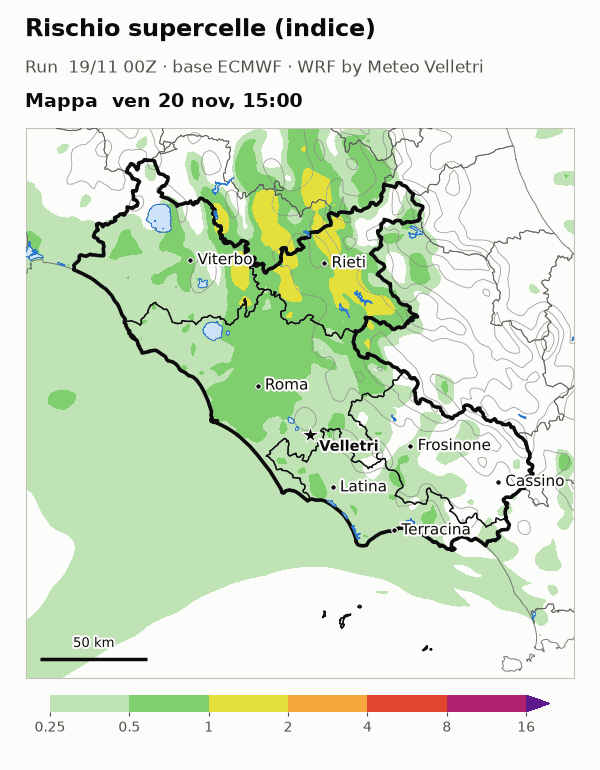 Rischio supercelle (indice)
Run  19/11 00Z · base ECMWF · WRF by Meteo Velletri
Mappa  ven 20 nov, 15:00
Viterbo
Rieti
Roma
Velletri
Frosinone
Cassino
Latina
Terracina
50 km
0.25 0.5 1 2 4 8 16